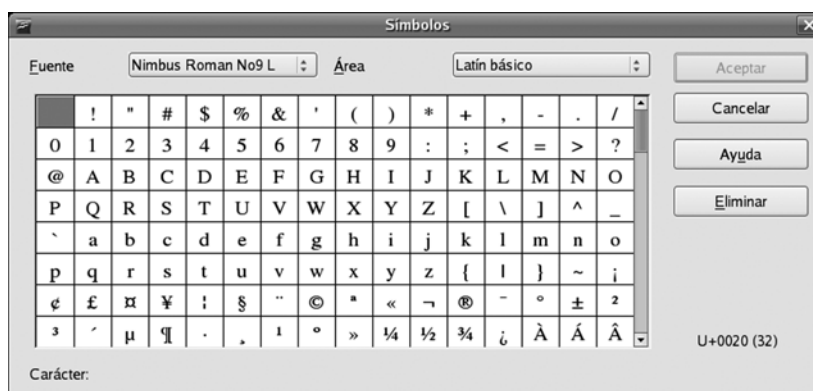 Símbolos
Fuente Nimbus Roman No9 L Área Latín básico Aceptar
! " # $ % & ' ( ) * + , - . / Cancelar
0 1 2 3 4 5 6 7 8 9 : ; < = > ? Ayuda
@ A B C D E F G H I J K L M N O
P Q R S T U V W X Y Z [ \ ] ^ _ Eliminar
` a b c d e f g h i j k l m n o
p q r s t u v w x y z { | } ~ ¡
¢ £ ¤ ¥ ¦ § ¨ © ª « ¬ ® ¯ ° ± ²
³ ´ µ ¶ · ¸ ¹ º » ¼ ½ ¾ ¿ À Á Â U+0020 (32)
Carácter: